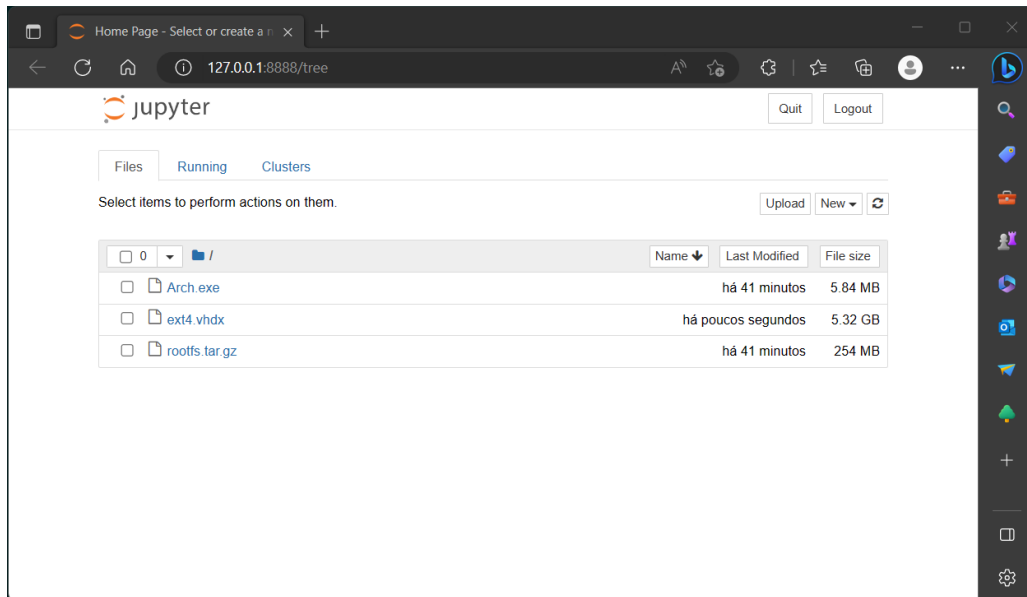 Home Page - Select or create a n
127.0.0.1:8888/tree
jupyter
Quit Logout
Files Running Clusters
Select items to perform actions on them.
Upload New
0 / Name Last Modified File size
Arch.exe há 41 minutos 5.84 MB
ext4.vhdx há poucos segundos 5.32 GB
rootfs.tar.gz há 41 minutos 254 MB